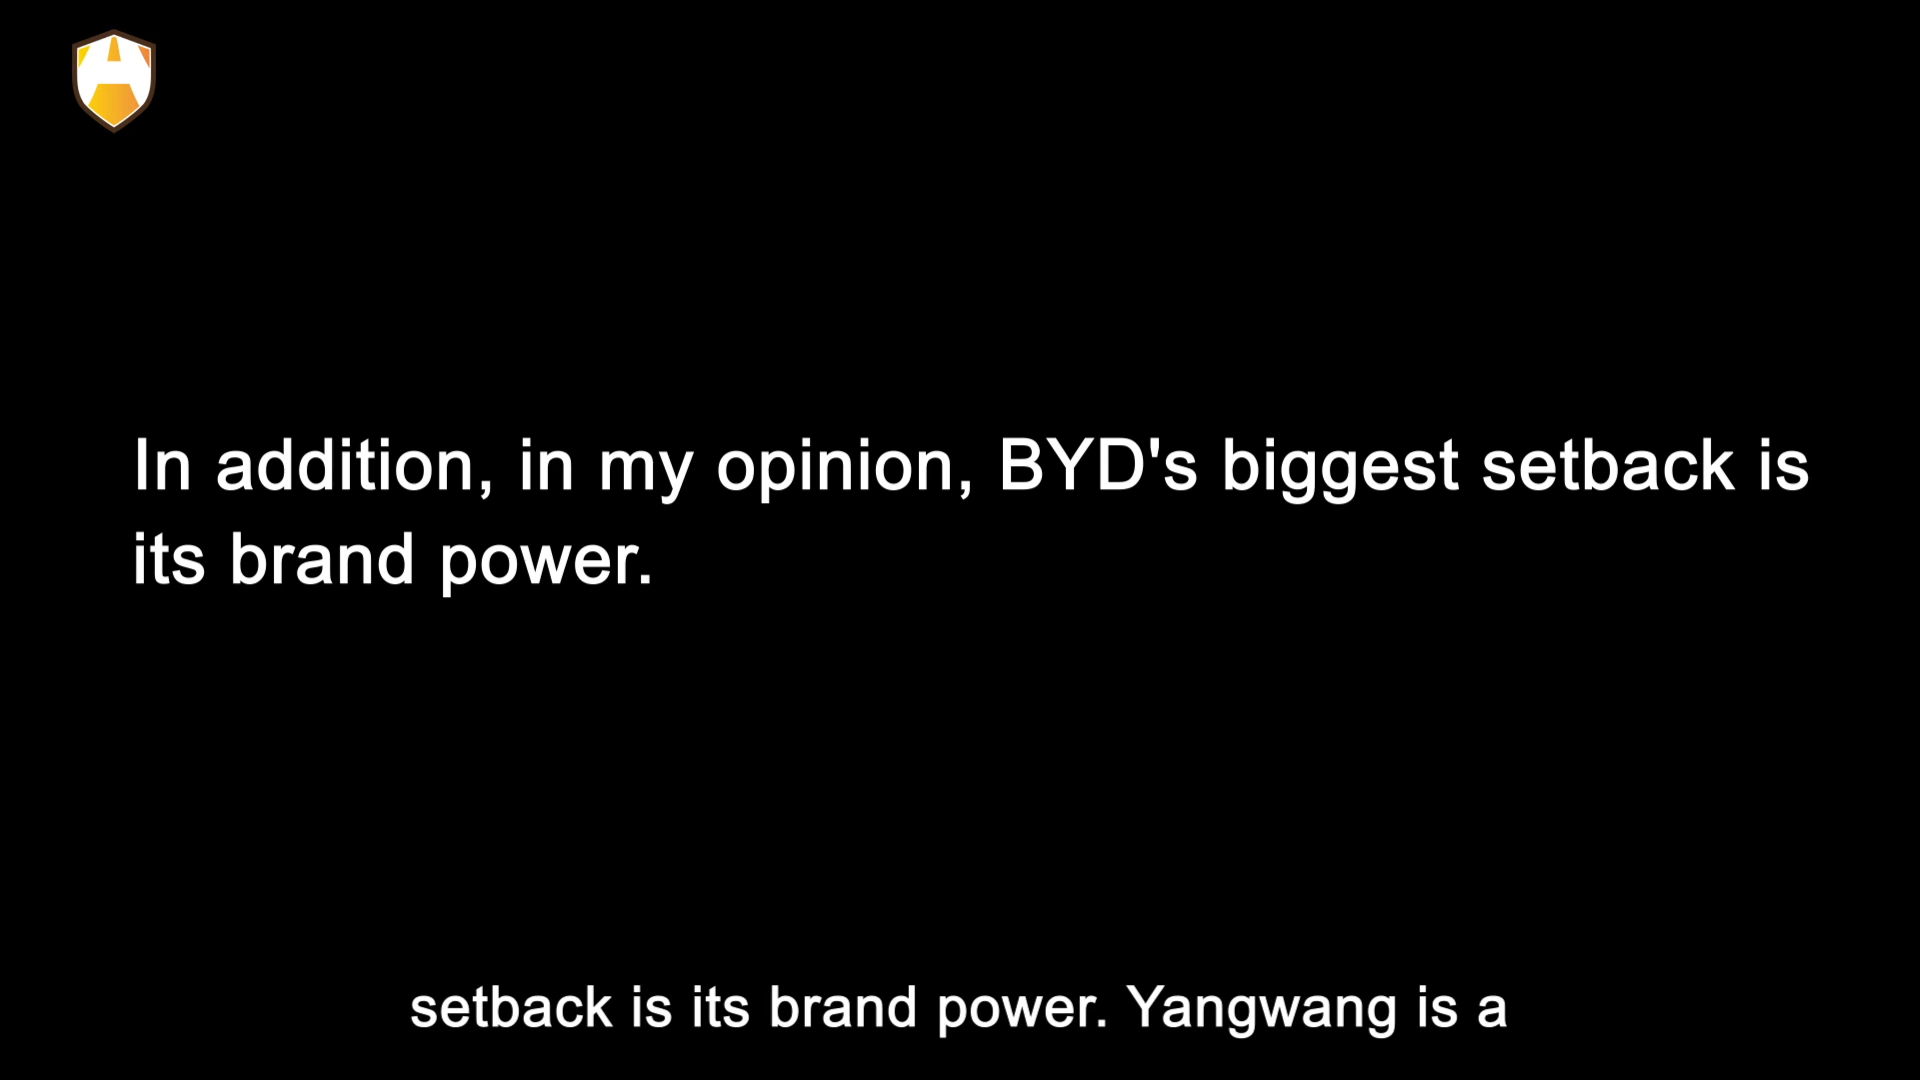 In addition, in my opinion, BYD's biggest setback is
its brand power.
setback is its brand power. Yangwang is a